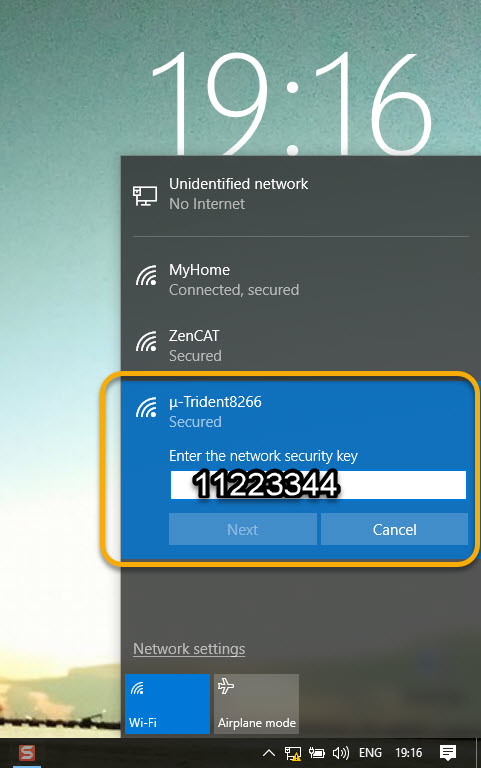 19:16
Unidentified network
No Internet
MyHome
Connected, secured
ZenCAT
Secured
µ-Trident8266
Secured
Enter the network security key
11223344
Next
Cancel
Network settings
Wi-Fi
Airplane mode
S
ENG
19:16